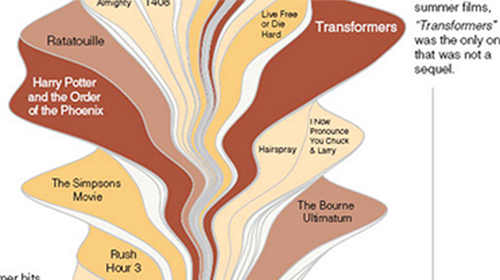 Almighty
1408
Live Free
or Die
Hard
Transformers
summer films,
"Transformers"
was the only on
that was not a
sequel.
Ratatouille
Harry Potter
and the Order
of the Phoenix
Hairspray
I Now
Pronounce
You Chuck
& Larry
The Simpsons
Movie
The Bourne
Ultimatum
Rush
Hour 3
mer hits